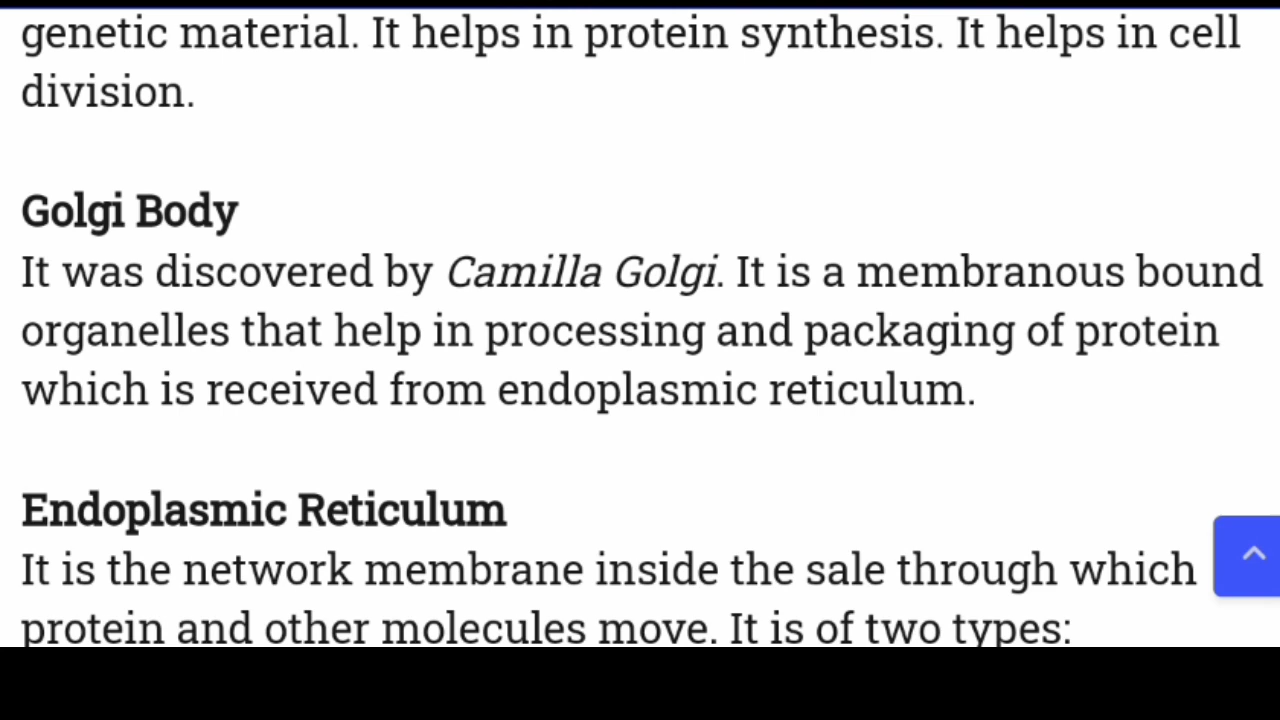 genetic material. It helps in protein synthesis. It helps in cell
division.
Golgi Body
It was discovered by Camilla Golgi. It is a membranous bound
organelles that help in processing and packaging of protein
which is received from endoplasmic reticulum.
Endoplasmic Reticulum
It is the network membrane inside the sale through which
protein and other molecules move. It is of two types: